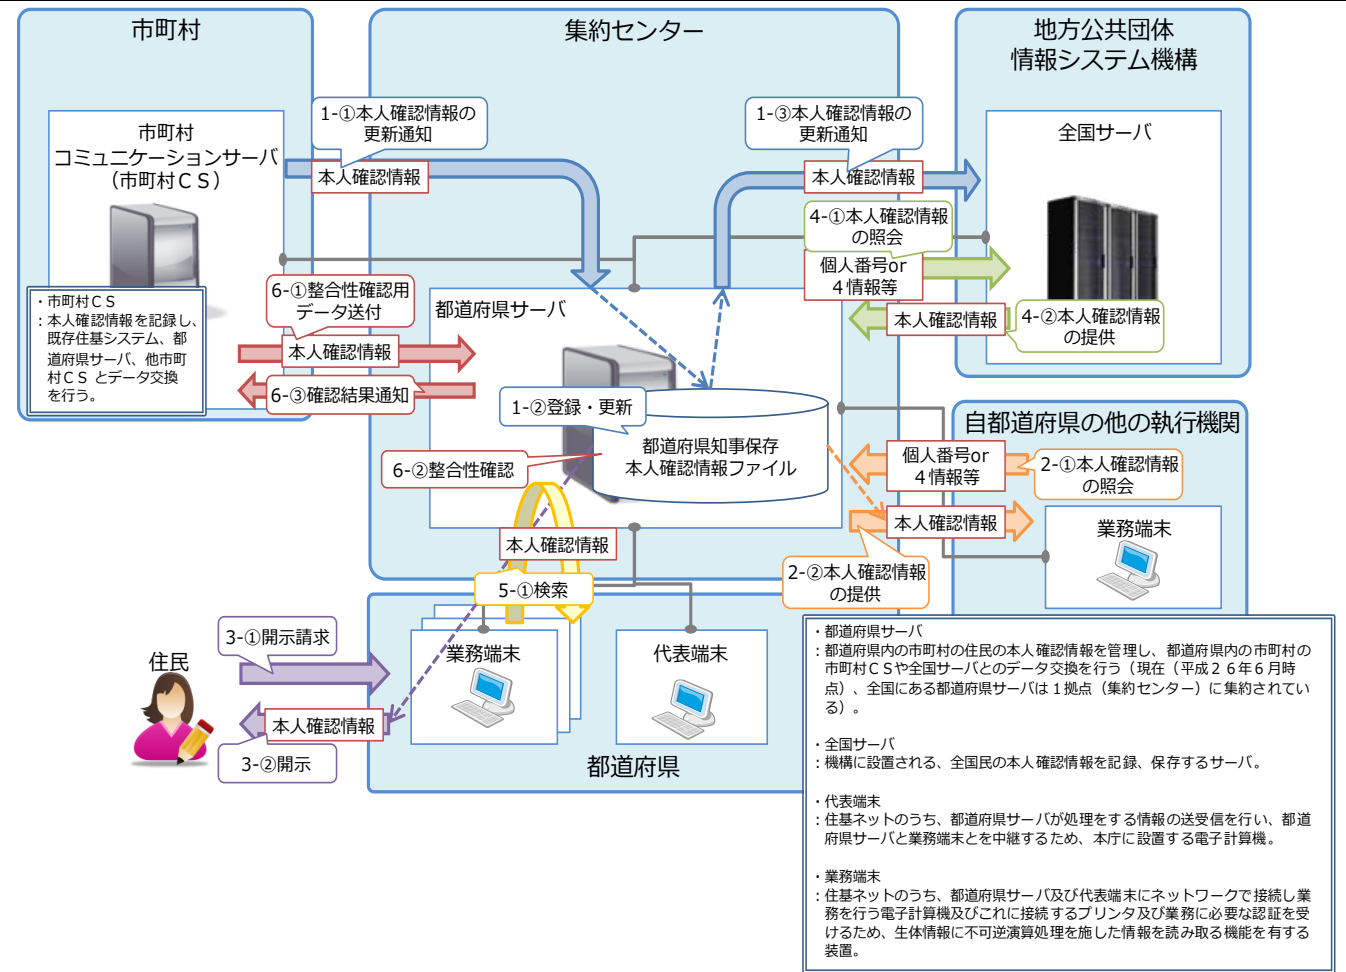 市町村
集約センター
地方公共団体
情報システム機構
市町村
コミュニケーションサーバ
（市町村ＣＳ）
1-①本人確認情報の
更新通知
本人確認情報
1-③本人確認情報の
更新通知
本人確認情報
全国サーバ
4-①本人確認情報
の照会
個人番号or
４情報等
本人確認情報
4-②本人確認情報
の提供
・市町村ＣＳ
：本人確認情報を記録し、
既存住基システム、都
道府県サーバ、他市町
村ＣＳ とデータ交換
を行う。
6-①整合性確認用
データ送付
本人確認情報
6-③確認結果通知
都道府県サーバ
1-②登録・更新
都道府県知事保存
本人確認情報ファイル
6-②整合性確認
自都道府県の他の執行機関
個人番号or
４情報等
2-①本人確認情報
の照会
本人確認情報
2-②本人確認情報
の提供
業務端末
本人確認情報
5-①検索
3-①開示請求
住民
本人確認情報
3-②開示
業務端末
代表端末
都道府県
・都道府県サーバ
：都道府県内の市町村の住民の本人確認情報を管理し、都道府県内の市町村の
市町村ＣＳや全国サーバとのデータ交換を行う（現在（平成２６年６月時
点）、全国にある都道府県サーバは１拠点（集約センター）に集約されてい
る）。
・全国サーバ
：機構に設置される、全国民の本人確認情報を記録、保存するサーバ。
・代表端末
：住基ネットのうち、都道府県サーバが処理をする情報の送受信を行い、都道
府県サーバと業務端末とを中継するため、本庁に設置する電子計算機。
・業務端末
：住基ネットのうち、都道府県サーバ及び代表端末にネットワークで接続し業
務を行う電子計算機及びこれに接続するプリンタ及び業務に必要な認証を受
けるため、生体情報に不可逆演算処理を施した情報を読み取る機能を有する
装置。